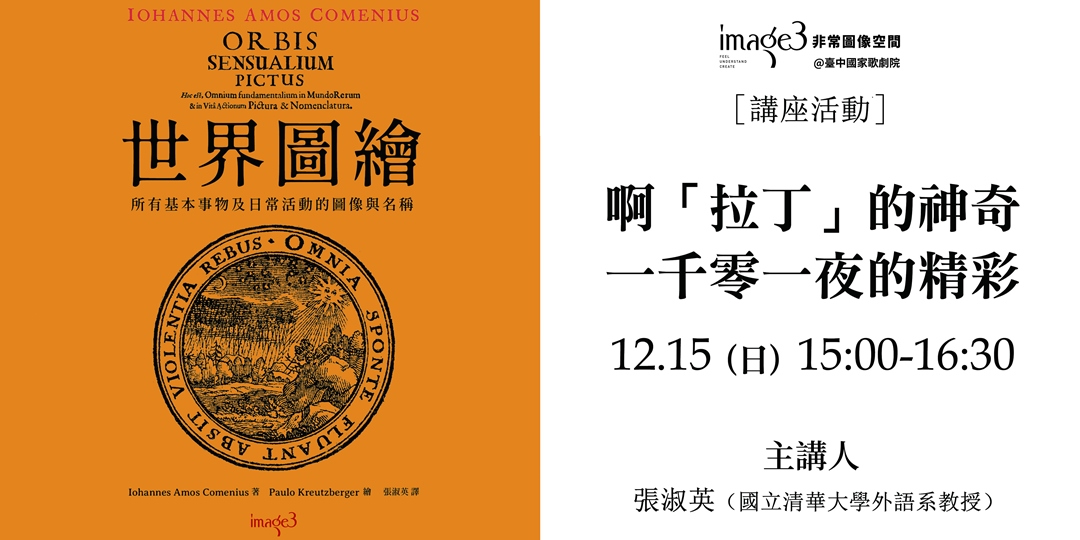 IOHANNES AMOS COMENIUS
ORBIS
SENSUALIUM
PICTUS
Hoc est, Omnium fundamentalium in Mundo Rerum
& in Vitâ Actionum Pictura & Nomenclatura.
世界圖繪
所有基本事物及日常活動的圖像與名稱
OMNIA SPONTE FLUANT ABSIT VIOLENTIA REBUS ·
Iohannes Amos Comenius 著 Paulo Kreutzberger 繪 張淑英 譯
image3
image3 非常圖像空間
FEEL
UNDERSTAND
CREATE
@臺中國家歌劇院
[講座活動]
啊「拉丁」的神奇
一千零一夜的精彩
12.15 (日) 15:00-16:30
主講人
張淑英（國立清華大學外語系教授）